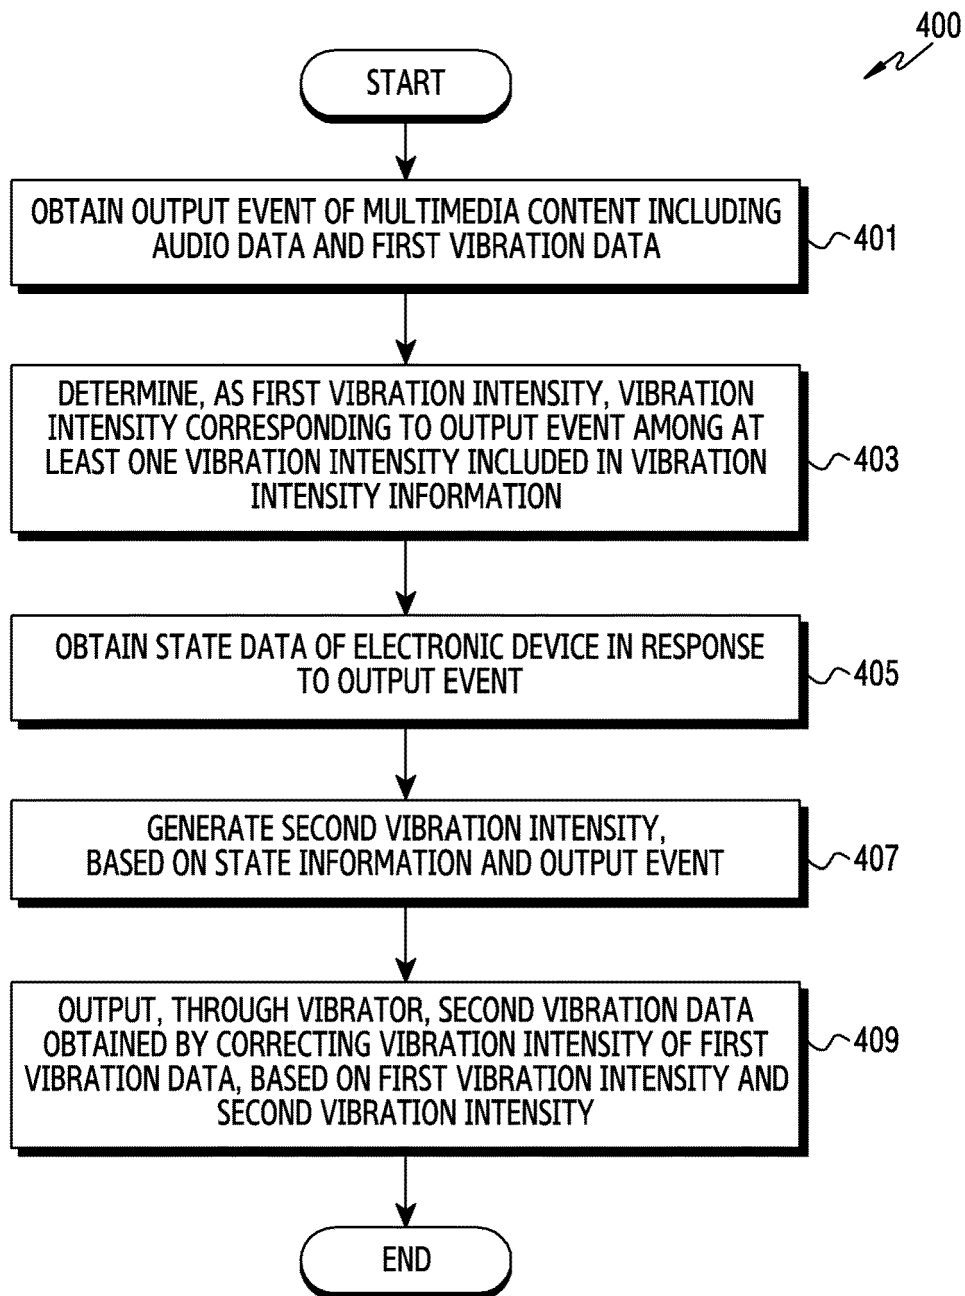 400
START
OBTAIN OUTPUT EVENT OF MULTIMEDIA CONTENT INCLUDING
AUDIO DATA AND FIRST VIBRATION DATA
401
DETERMINE, AS FIRST VIBRATION INTENSITY, VIBRATION
INTENSITY CORRESPONDING TO OUTPUT EVENT AMONG AT
LEAST ONE VIBRATION INTENSITY INCLUDED IN VIBRATION
INTENSITY INFORMATION
403
OBTAIN STATE DATA OF ELECTRONIC DEVICE IN RESPONSE
TO OUTPUT EVENT
405
GENERATE SECOND VIBRATION INTENSITY,
BASED ON STATE INFORMATION AND OUTPUT EVENT
407
OUTPUT, THROUGH VIBRATOR, SECOND VIBRATION DATA
OBTAINED BY CORRECTING VIBRATION INTENSITY OF FIRST
VIBRATION DATA, BASED ON FIRST VIBRATION INTENSITY AND
SECOND VIBRATION INTENSITY
409
END